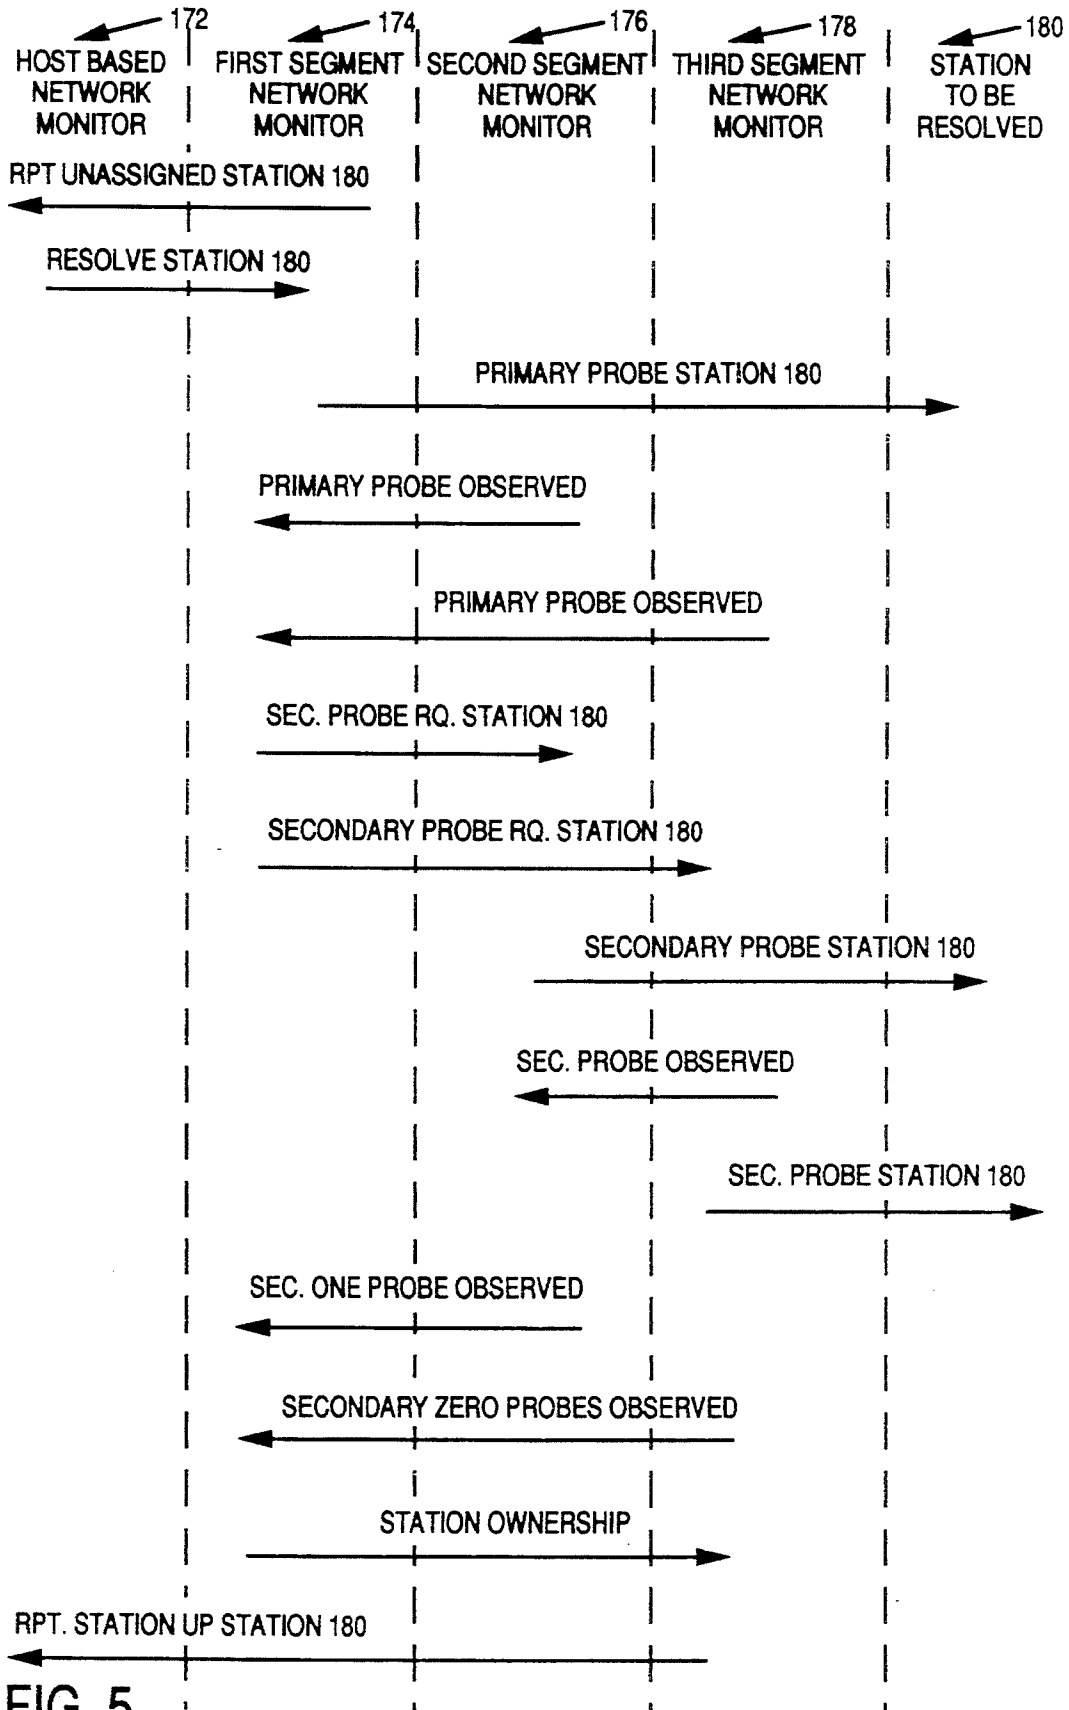 172
174
176
178
180
HOST BASED
NETWORK
MONITOR
FIRST SEGMENT
NETWORK
MONITOR
SECOND SEGMENT
NETWORK
MONITOR
THIRD SEGMENT
NETWORK
MONITOR
STATION
TO BE
RESOLVED
RPT UNASSIGNED STATION 180
RESOLVE STATION 180
PRIMARY PROBE STATION 180
PRIMARY PROBE OBSERVED
PRIMARY PROBE OBSERVED
SEC. PROBE RQ. STATION 180
SECONDARY PROBE RQ. STATION 180
SECONDARY PROBE STATION 180
SEC. PROBE OBSERVED
SEC. PROBE STATION 180
SEC. ONE PROBE OBSERVED
SECONDARY ZERO PROBES OBSERVED
STATION OWNERSHIP
RPT. STATION UP STATION 180
FIG. 5